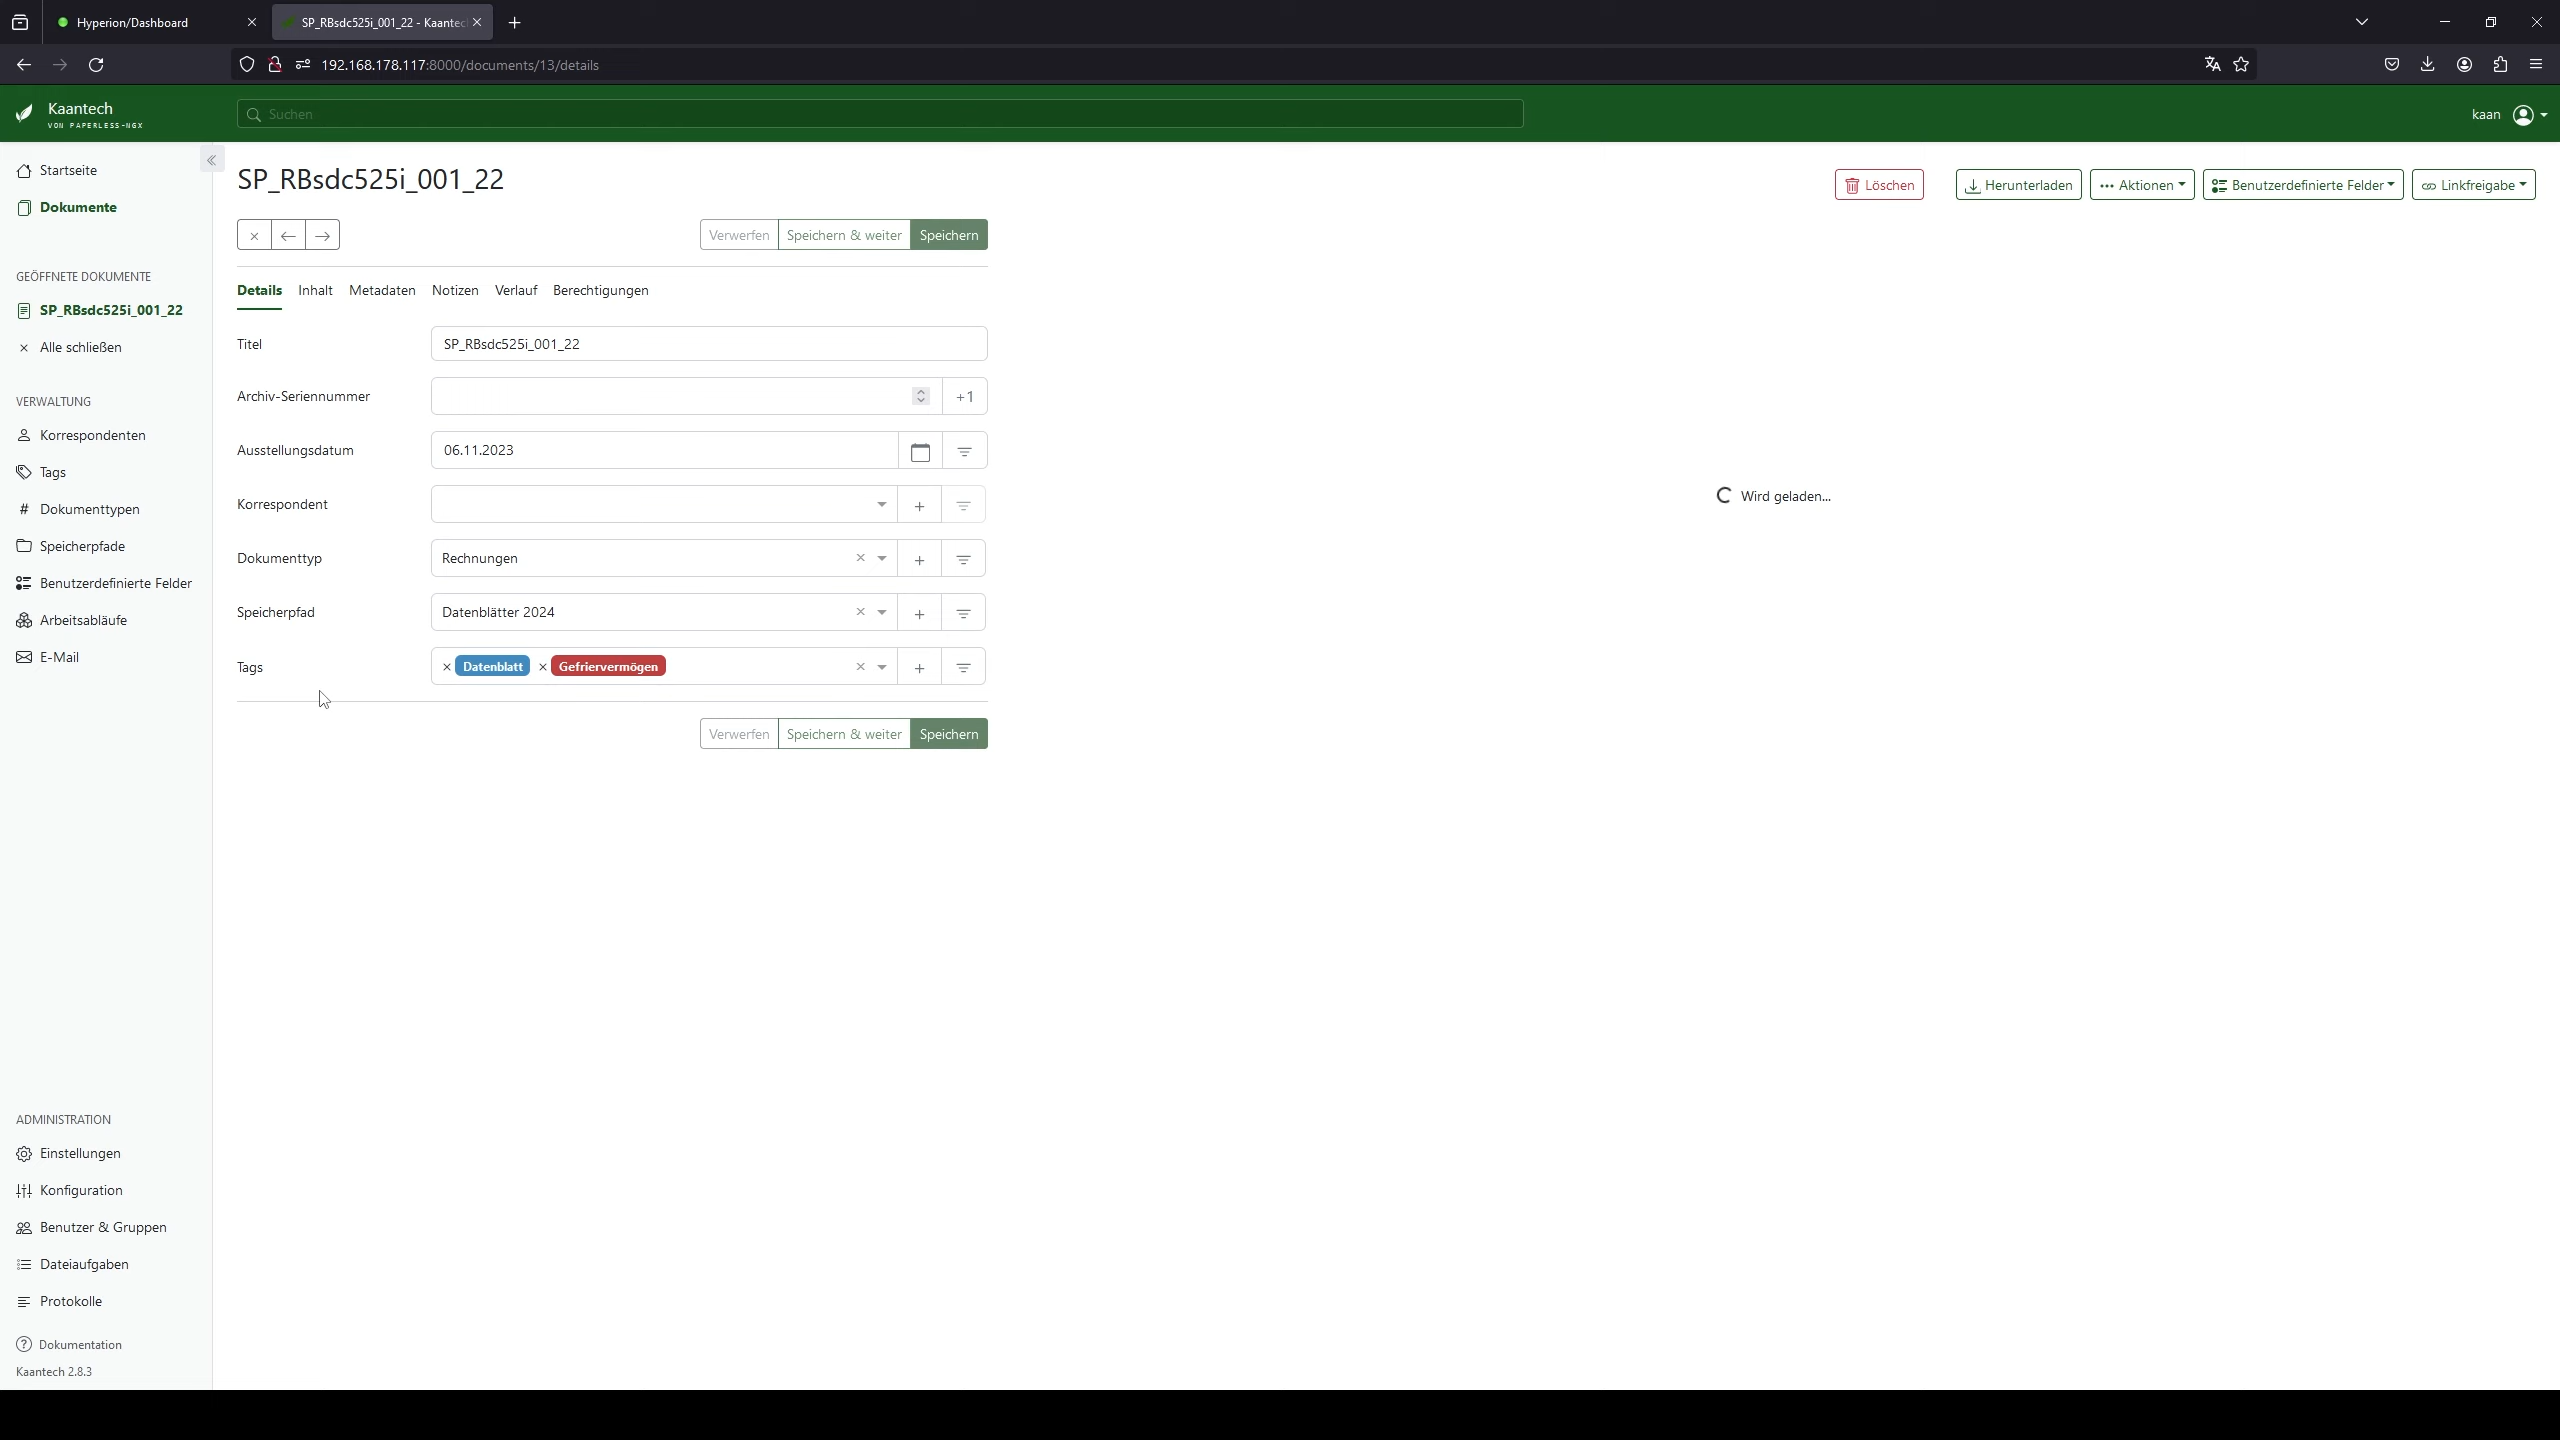 Hyperion/Dashboard
SP_RBsdc525i_001_22 - Kaantec
192.168.178.117:8000/documents/13/details
Kaantech
VON PAPERLESS-NGX
Suchen
kaan
Startseite
Dokumente
GEÖFFNETE DOKUMENTE
SP_RBsdc525i_001_22
Alle schließen
VERWALTUNG
Korrespondenten
Tags
Dokumenttypen
Speicherpfade
Benutzerdefinierte Felder
Arbeitsabläufe
E-Mail
ADMINISTRATION
Einstellungen
Konfiguration
Benutzer & Gruppen
Dateiaufgaben
Protokolle
Dokumentation
Kaantech 2.8.3
SP_RBsdc525i_001_22
Löschen
Herunterladen
Aktionen
Benutzerdefinierte Felder
Linkfreigabe
Verwerfen
Speichern & weiter
Speichern
Details Inhalt Metadaten Notizen Verlauf Berechtigungen
Titel
SP_RBsdc525i_001_22
Archiv-Seriennummer
+1
Ausstellungsdatum
06.11.2023
Korrespondent
Dokumenttyp
Rechnungen
Speicherpfad
Datenblätter 2024
Tags
Datenblatt
Gefriervermögen
Verwerfen
Speichern & weiter
Speichern
Wird geladen...